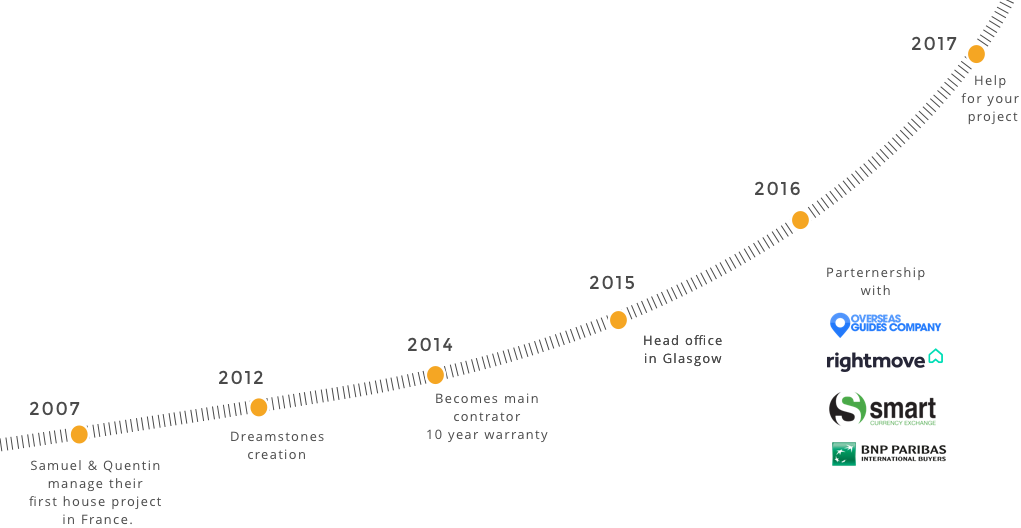 2007
Samuel & Quentin
manage their
first house project
in France.
2012
Dreamstones
creation
2014
Becomes main
contrator
10 year warranty
2015
Head office
in Glasgow
2016
Parternership
with
OVERSEAS
GUIDES COMPANY
rightmove
smart
CURRENCY EXCHANGE
BNP PARIBAS
INTERNATIONAL BUYERS
2017
Help
for your
project